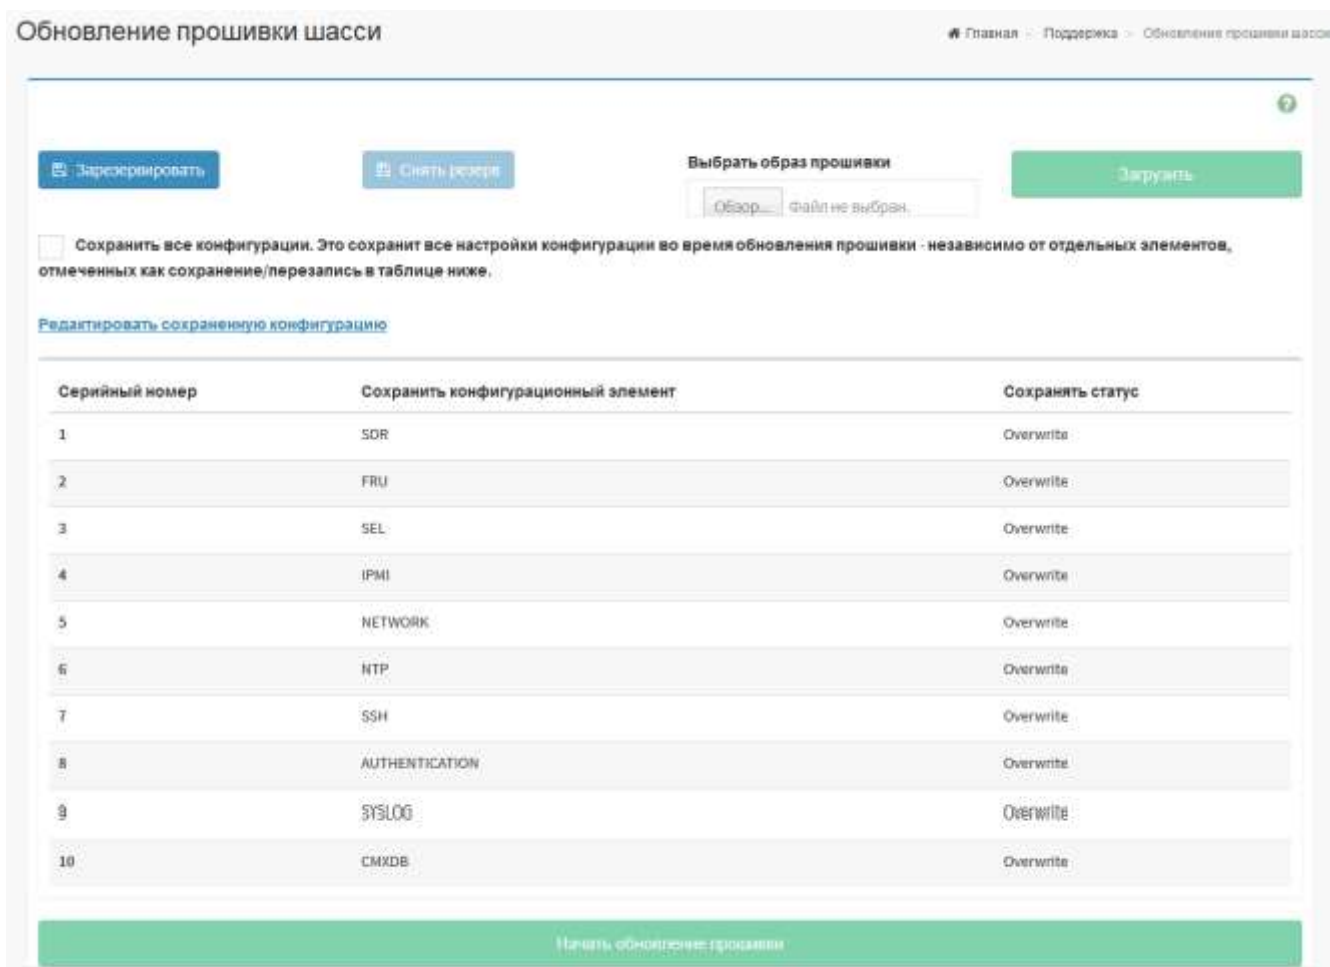 Обновление прошивки шасси
Главная - Поддержка - Обновление прошивки шасси
Зарезервировать
Снять резерв
Выбрать образ прошивки
Обзор... Файл не выбран.
Загрузить
Сохранить все конфигурации. Это сохранит все настройки конфигурации во время обновления прошивки - независимо от отдельных элементов,
отмеченных как сохранение/перезапись в таблице ниже.
Редактировать сохраненную конфигурацию
Серийный номер Сохранить конфигурационный элемент Сохранять статус
1 SDR Overwrite
2 FRU Overwrite
3 SEL Overwrite
4 IPMI Overwrite
5 NETWORK Overwrite
6 NTP Overwrite
7 SSH Overwrite
8 AUTHENTICATION Overwrite
9 SYSLOG Overwrite
10 CMXDB Overwrite
Начать обновление прошивки